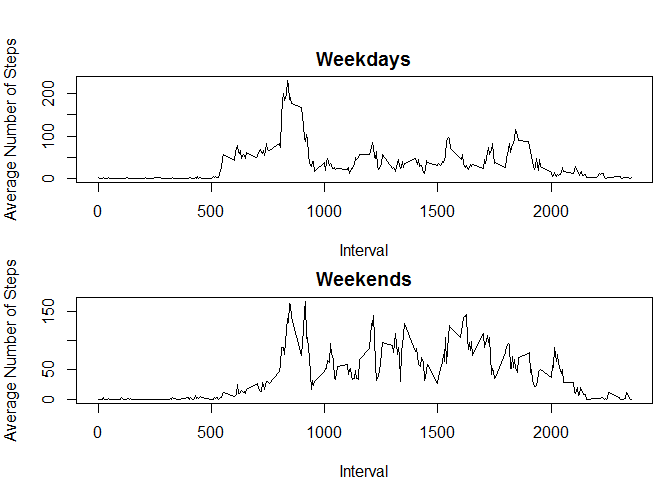 Weekdays
Average Number of Steps
0 100 200
0 500 1000 1500 2000
Interval
Weekends
Average Number of Steps
0 50 150
0 500 1000 1500 2000
Interval